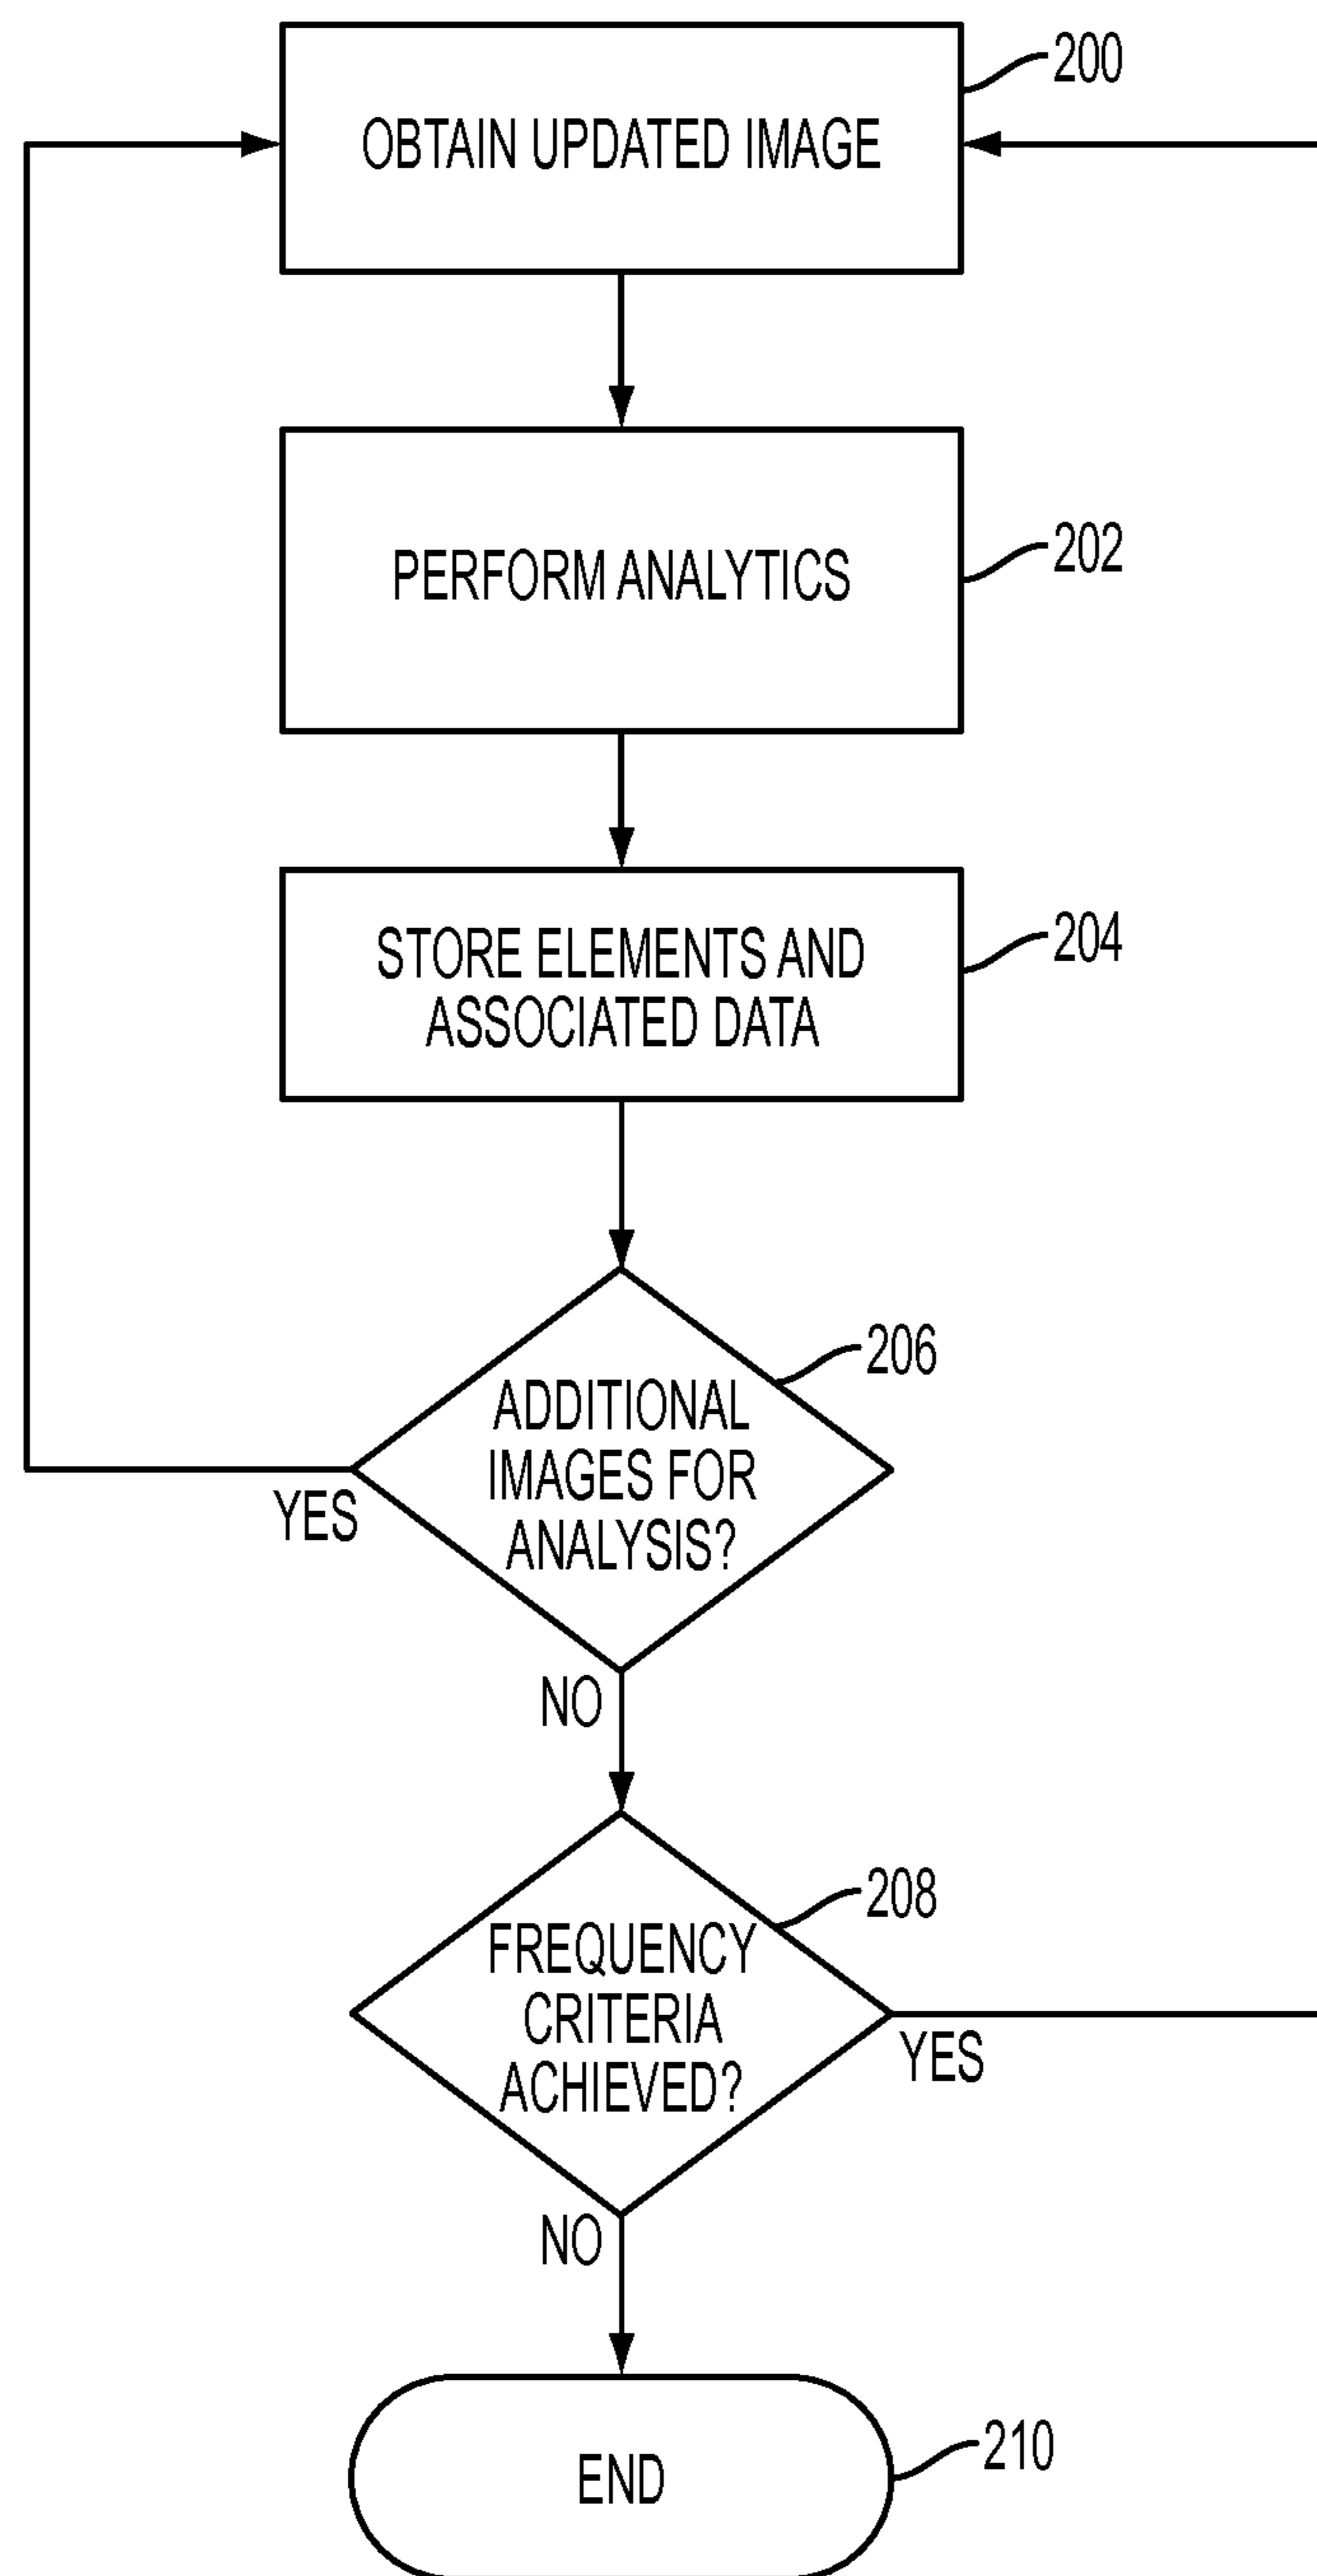 200
OBTAIN UPDATED IMAGE
202
PERFORM ANALYTICS
204
STORE ELEMENTS AND
ASSOCIATED DATA
206
ADDITIONAL
IMAGES FOR
ANALYSIS?
YES
NO
208
FREQUENCY
CRITERIA
ACHIEVED?
YES
NO
210
END